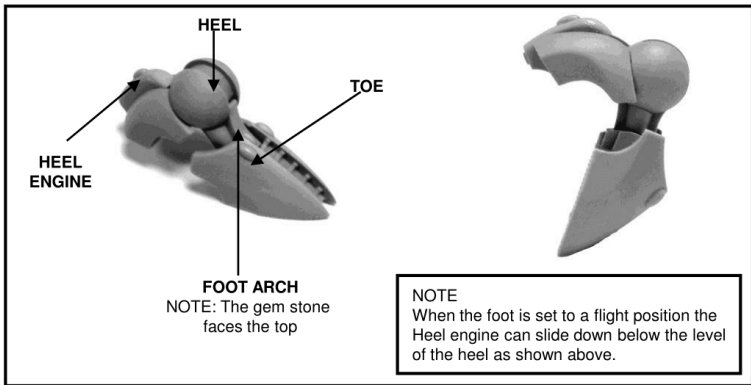 HEEL
TOE
HEEL
ENGINE
FOOT ARCH
NOTE: The gem stone
faces the top
NOTE
When the foot is set to a flight position the
Heel engine can slide down below the level
of the heel as shown above.